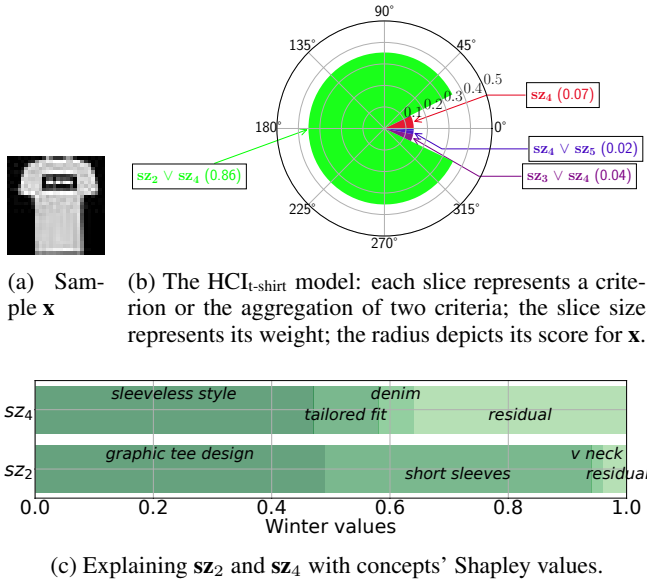 90°
135°
45°
0.5
0.4
0.3
0.2
0.1
sz₄ (0.07)
180°
0°
sz₄ ∨ sz₅ (0.02)
sz₂ ∨ sz₄ (0.86)
sz₃ ∨ sz₄ (0.04)
225°
315°
270°
(a) Sam-
ple x
(b) The HCIt-shirt model: each slice represents a crite-
rion or the aggregation of two criteria; the slice size
represents its weight; the radius depicts its score for x.
sleeveless style
denim
sz₄
tailored fit
residual
graphic tee design
v neck
sz₂
short sleeves
residual
0.0 0.2 0.4 0.6 0.8 1.0
Winter values
(c) Explaining sz₂ and sz₄ with concepts' Shapley values.